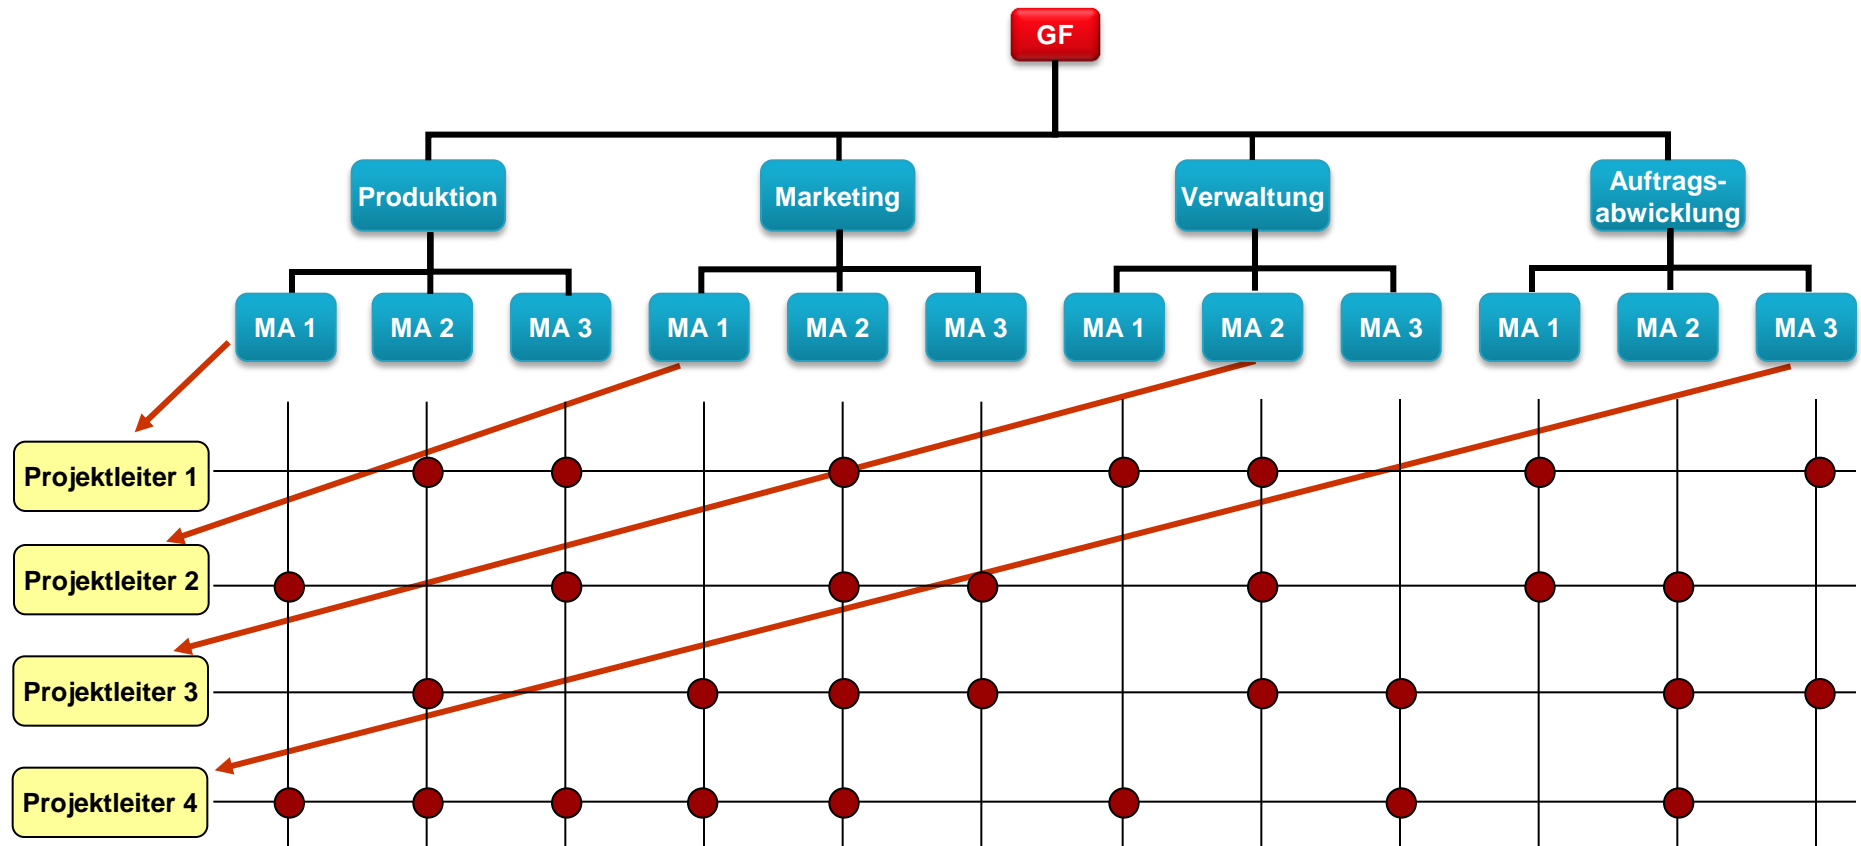 GF
Produktion
Marketing
Verwaltung
Auftrags-
abwicklung
MA 1
MA 2
MA 3
MA 1
MA 2
MA 3
MA 1
MA 2
MA 3
MA 1
MA 2
MA 3
Projektleiter 1
Projektleiter 2
Projektleiter 3
Projektleiter 4